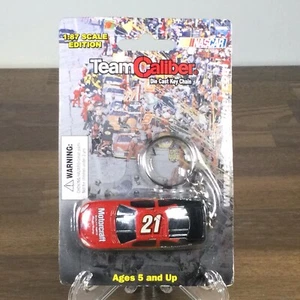 1:87 SCALE
EDITION
NASCAR
Team Caliber
Die Cast Key Chain
WARNING:
Motorcraft
21
Ages 5 and Up